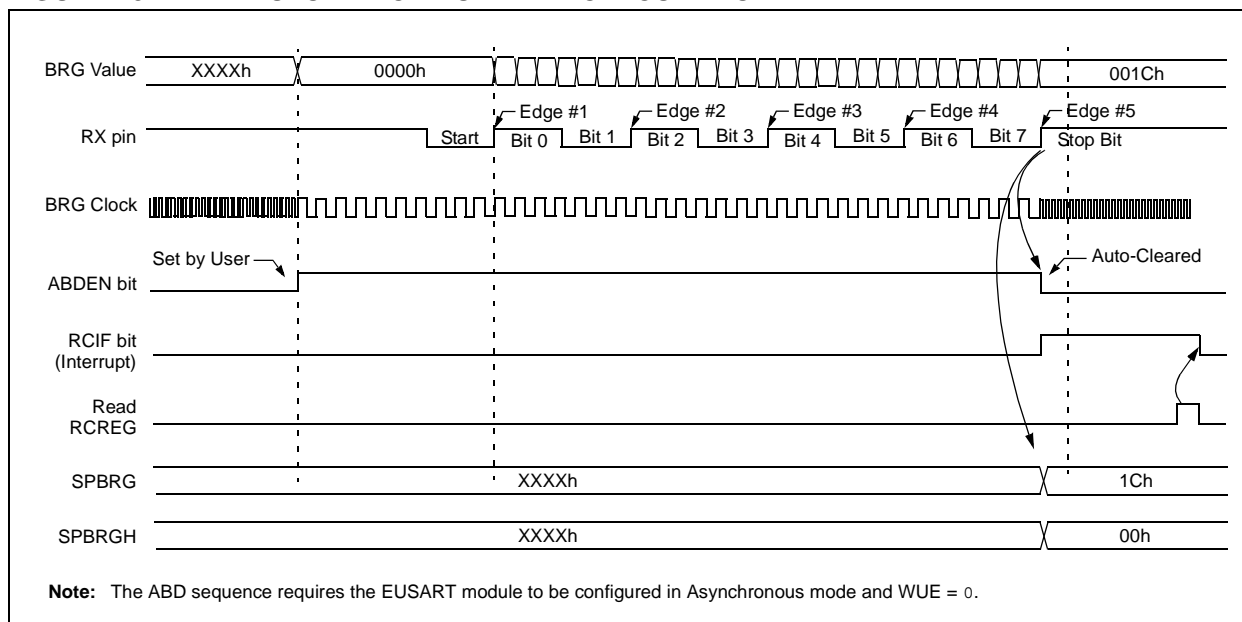 BRG Value XXXXh 0000h 001Ch
Edge #1 Edge #2 Edge #3 Edge #4 Edge #5
RX pin Start Bit 0 Bit 1 Bit 2 Bit 3 Bit 4 Bit 5 Bit 6 Bit 7 Stop Bit
BRG Clock
Set by User Auto-Cleared
ABDEN bit
RCIF bit
(Interrupt)
Read
RCREG
SPBRG XXXXh 1Ch
SPBRGH XXXXh 00h
Note: The ABD sequence requires the EUSART module to be configured in Asynchronous mode and WUE = 0.